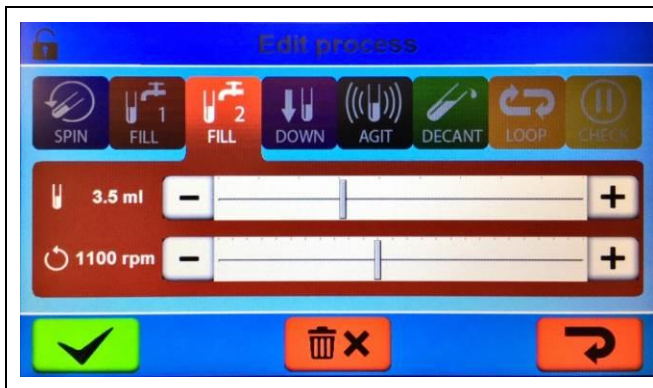 Edit process
SPIN
1
FILL
2
FILL
DOWN
AGIT
DECANT
LOOP
CHECK
3.5 ml
1100 rpm